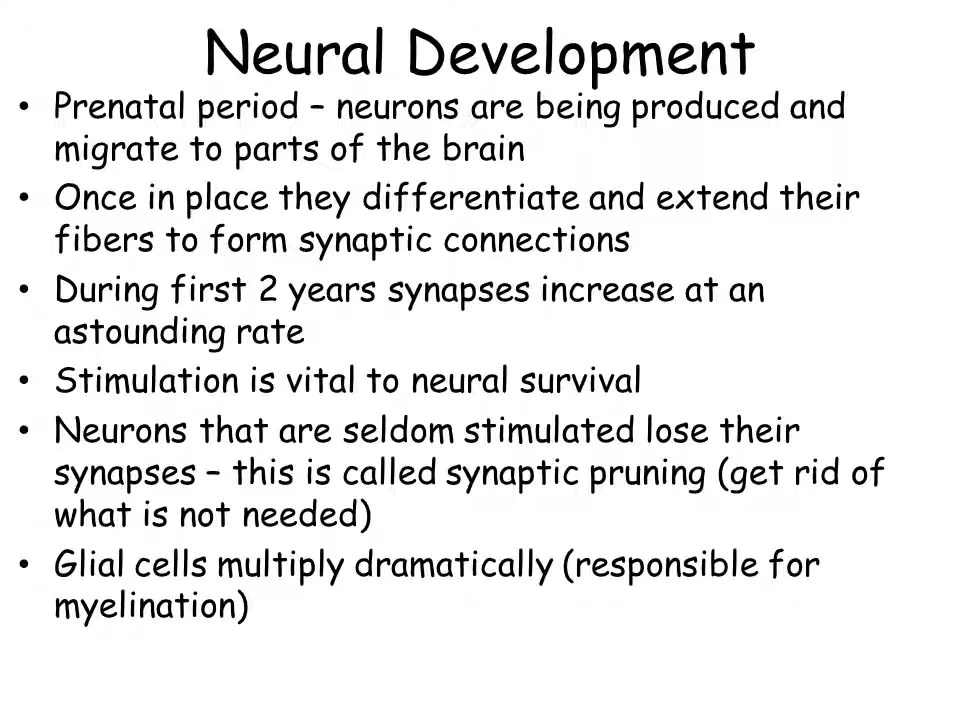 Neural Development
• Prenatal period – neurons are being produced and
migrate to parts of the brain
• Once in place they differentiate and extend their
fibers to form synaptic connections
• During first 2 years synapses increase at an
astounding rate
• Stimulation is vital to neural survival
• Neurons that are seldom stimulated lose their
synapses – this is called synaptic pruning (get rid of
what is not needed)
• Glial cells multiply dramatically (responsible for
myelination)